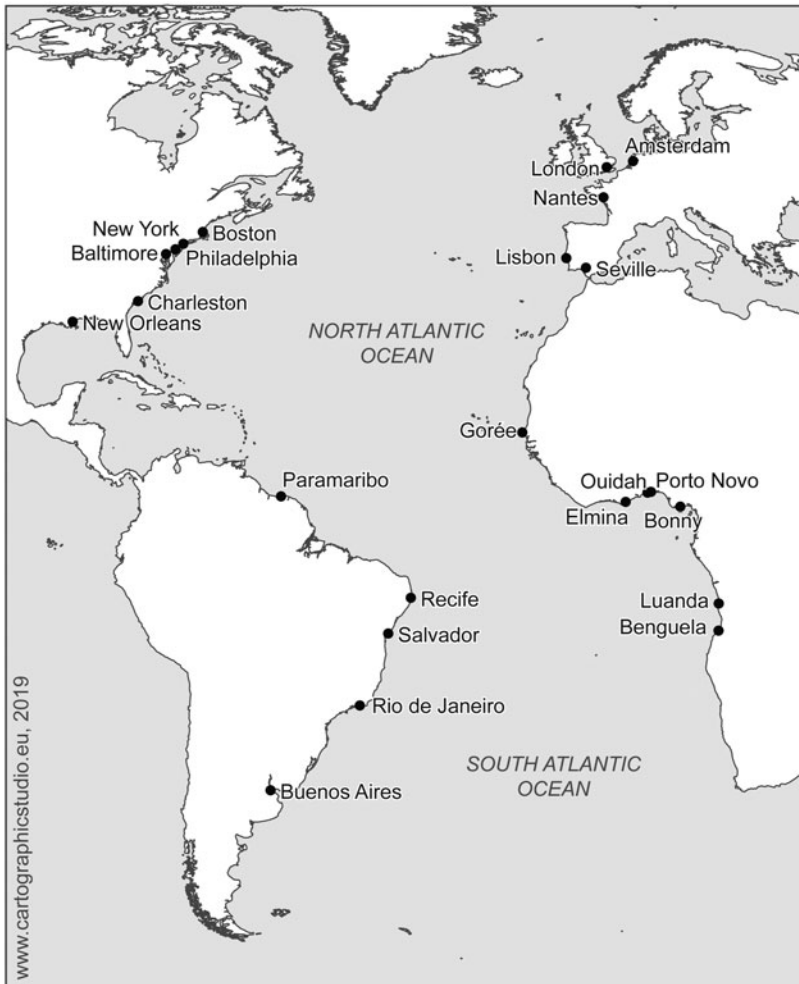 Amsterdam
London
Nantes
New York
Boston
Baltimore
Philadelphia
Lisbon
Seville
Charleston
New Orleans
NORTH ATLANTIC
OCEAN
Gorée
Paramaribo
Ouidah
Porto Novo
Elmina
Bonny
Recife
Luanda
Salvador
Benguela
Rio de Janeiro
SOUTH ATLANTIC
OCEAN
Buenos Aires
www.cartographicstudio.eu, 2019